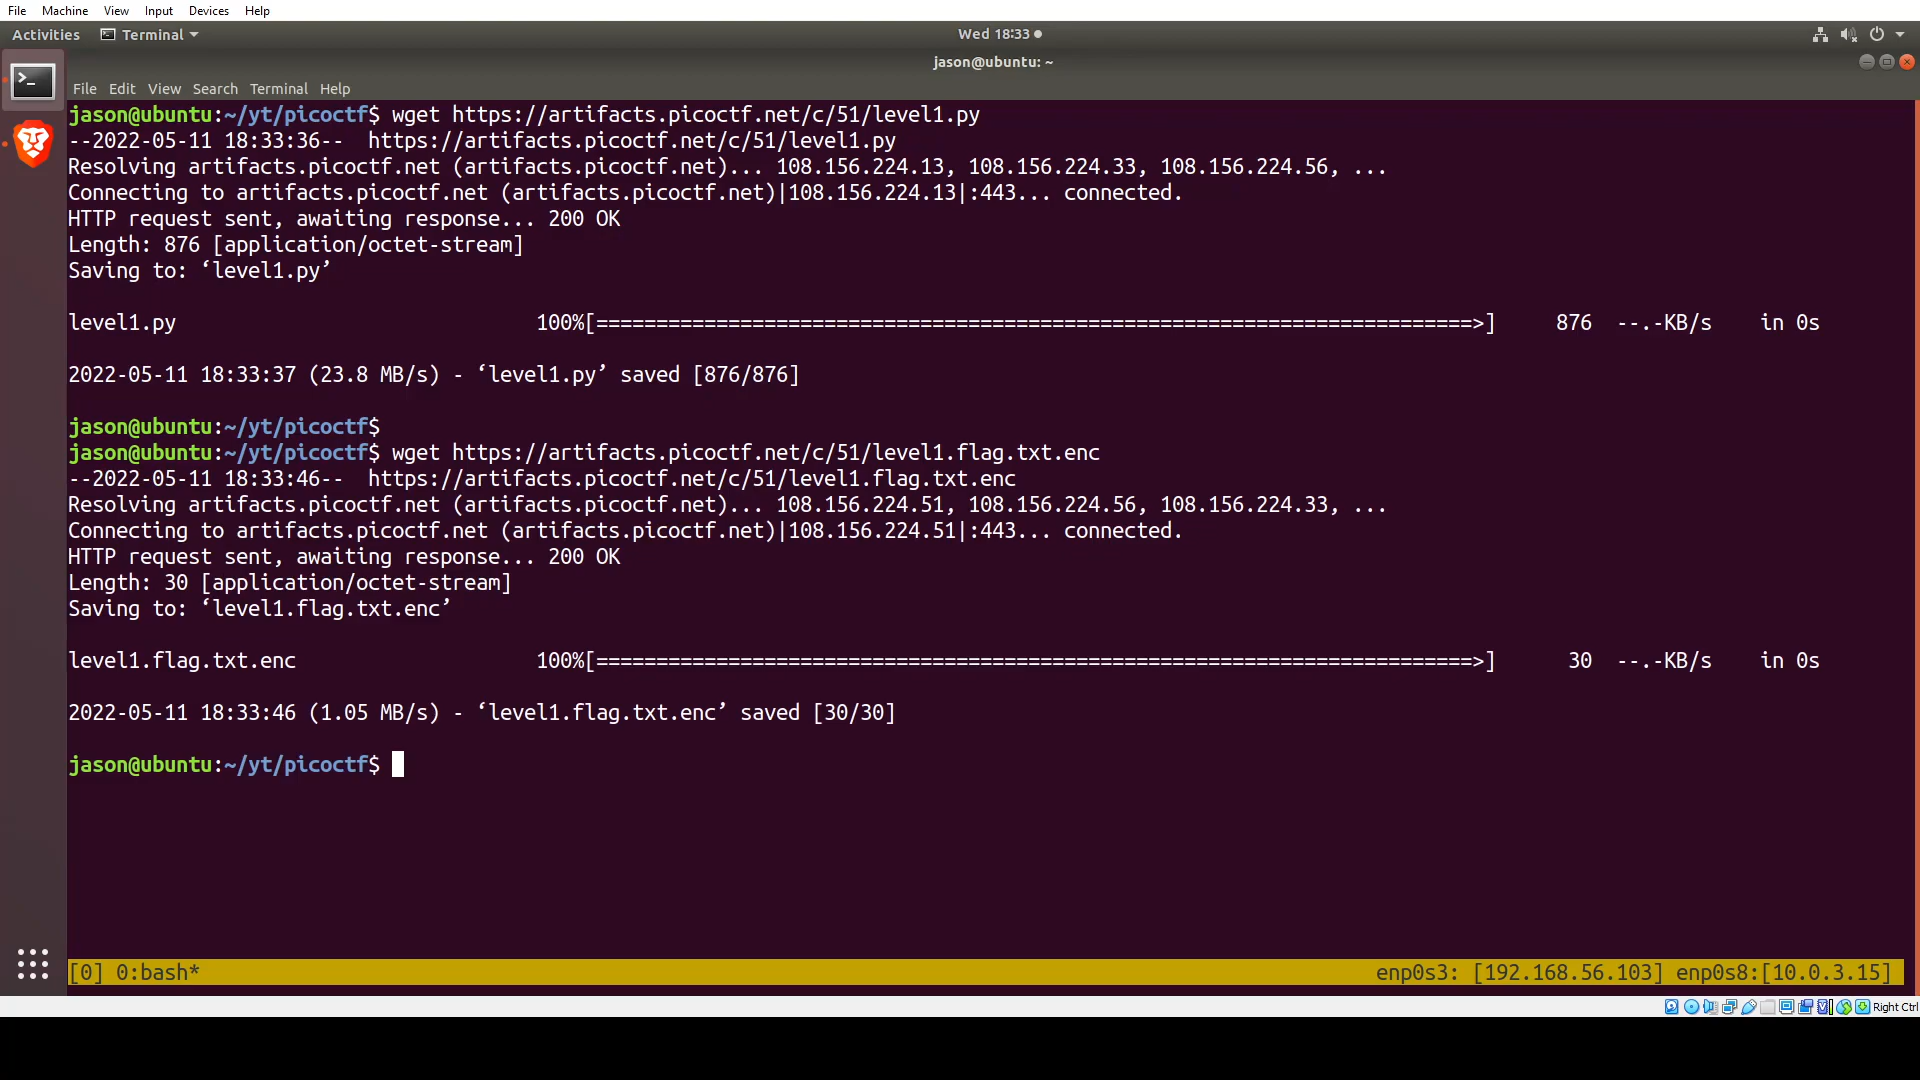 File Machine View Input Devices Help
Activities Terminal Wed 18:33
jason@ubuntu: ~
File Edit View Search Terminal Help
jason@ubuntu:~/yt/picoctf$ wget https://artifacts.picoctf.net/c/51/level1.py
--2022-05-11 18:33:36-- https://artifacts.picoctf.net/c/51/level1.py
Resolving artifacts.picoctf.net (artifacts.picoctf.net)... 108.156.224.13, 108.156.224.33, 108.156.224.56, ...
Connecting to artifacts.picoctf.net (artifacts.picoctf.net)|108.156.224.13|:443... connected.
HTTP request sent, awaiting response... 200 OK
Length: 876 [application/octet-stream]
Saving to: ‘level1.py’
level1.py 100%[=========================================================================>] 876 --.-KB/s in 0s
2022-05-11 18:33:37 (23.8 MB/s) - ‘level1.py’ saved [876/876]
jason@ubuntu:~/yt/picoctf$
jason@ubuntu:~/yt/picoctf$ wget https://artifacts.picoctf.net/c/51/level1.flag.txt.enc
--2022-05-11 18:33:46-- https://artifacts.picoctf.net/c/51/level1.flag.txt.enc
Resolving artifacts.picoctf.net (artifacts.picoctf.net)... 108.156.224.51, 108.156.224.56, 108.156.224.33, ...
Connecting to artifacts.picoctf.net (artifacts.picoctf.net)|108.156.224.51|:443... connected.
HTTP request sent, awaiting response... 200 OK
Length: 30 [application/octet-stream]
Saving to: ‘level1.flag.txt.enc’
level1.flag.txt.enc 100%[=========================================================================>] 30 --.-KB/s in 0s
2022-05-11 18:33:46 (1.05 MB/s) - ‘level1.flag.txt.enc’ saved [30/30]
jason@ubuntu:~/yt/picoctf$
[0] 0:bash* enp0s3: [192.168.56.103] enp0s8:[10.0.3.15]
Right Ctrl